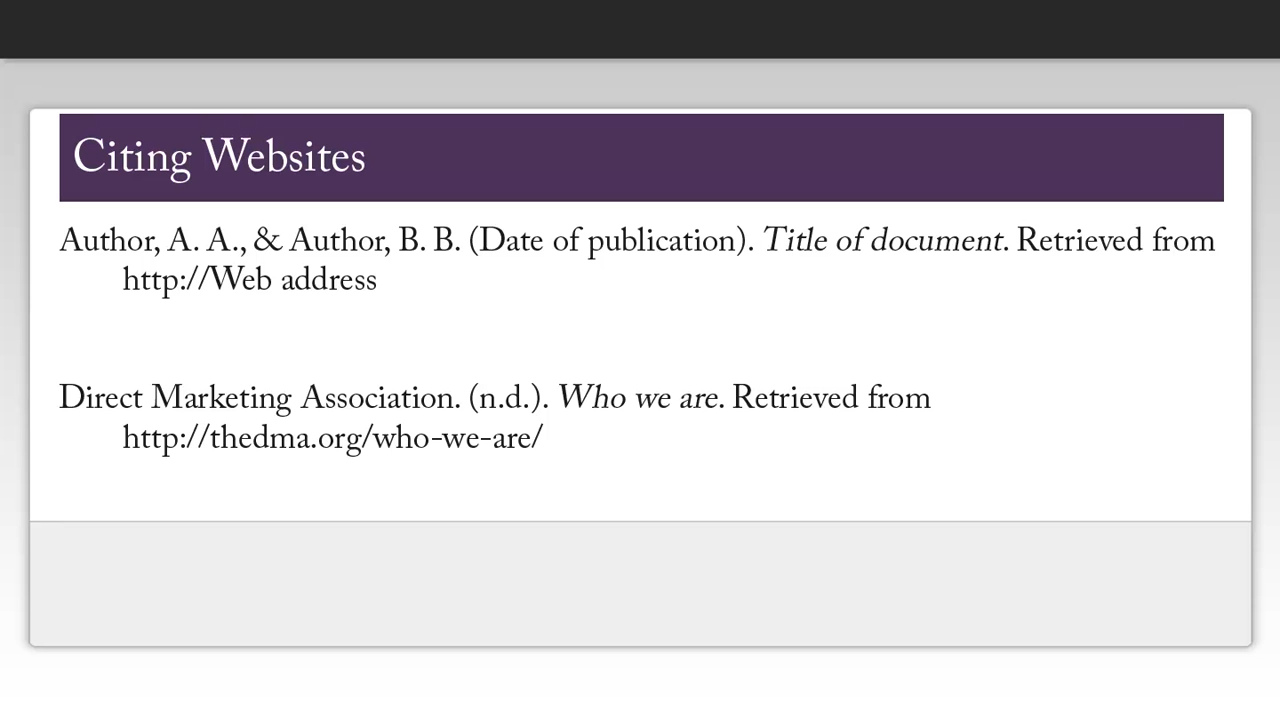 Citing Websites
Author, A. A., & Author, B. B. (Date of publication). Title of document. Retrieved from
http://Web address
Direct Marketing Association. (n.d.). Who we are. Retrieved from
http://thedma.org/who-we-are/